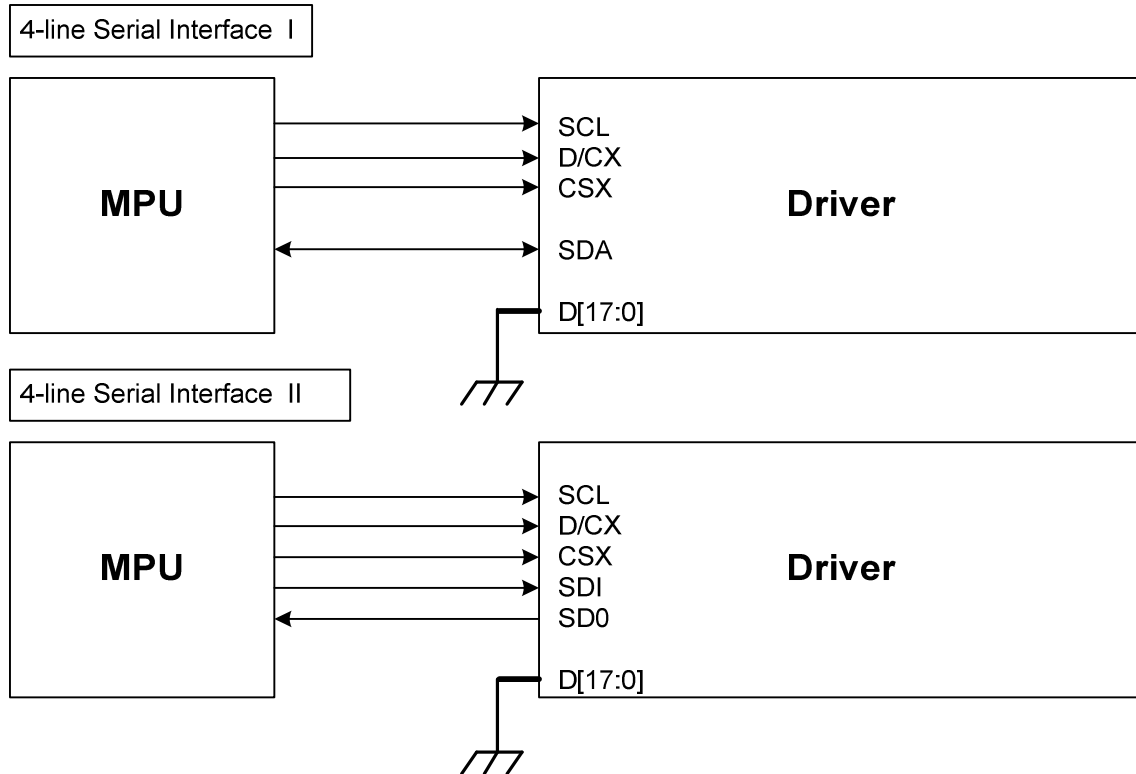 4-line Serial Interface I
MPU
SCL
D/CX
CSX
SDA
D[17:0]
Driver
4-line Serial Interface II
MPU
SCL
D/CX
CSX
SDI
SD0
D[17:0]
Driver